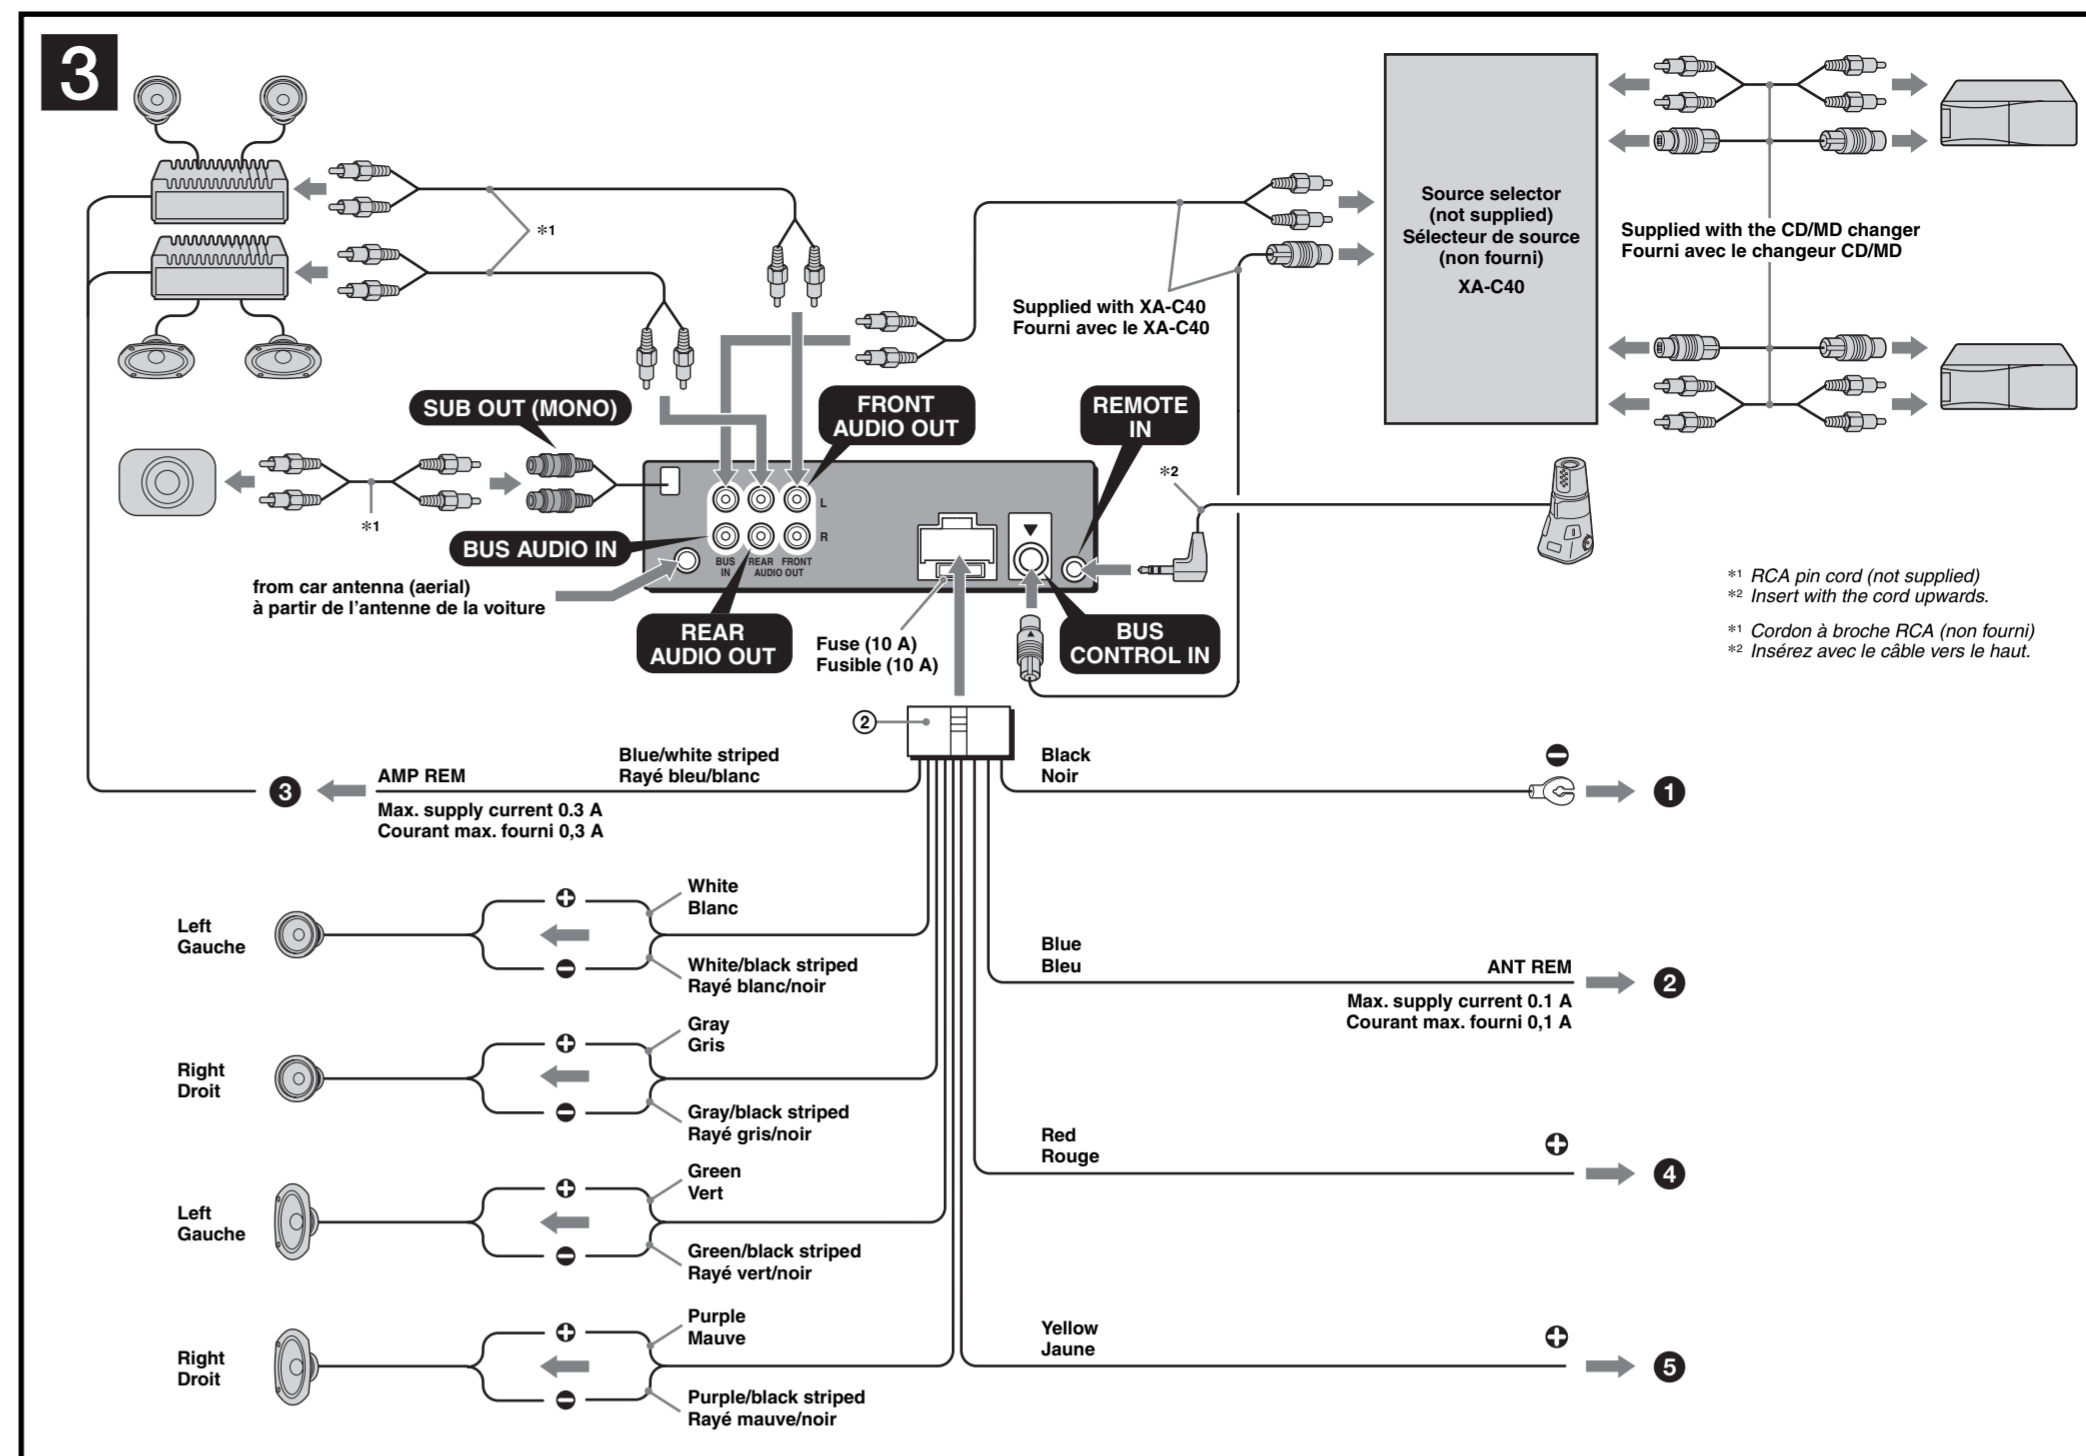 3
*1
Source selector
(not supplied)
Sélecteur de source
(non fourni)
XA-C40
Supplied with the CD/MD changer
Fourni avec le changeur CD/MD
Supplied with XA-C40
Fourni avec le XA-C40
SUB OUT (MONO)
FRONT
AUDIO OUT
REMOTE
IN
*2
*1
L
R
BUS AUDIO IN
BUS
IN
REAR FRONT
AUDIO OUT
from car antenna (aerial)
à partir de l'antenne de la voiture
REAR
AUDIO OUT
Fuse (10 A)
Fusible (10 A)
BUS
CONTROL IN
*1 RCA pin cord (not supplied)
*2 Insert with the cord upwards.
*1 Cordon à broche RCA (non fourni)
*2 Insérez avec le câble vers le haut.
2
3
AMP REM
Blue/white striped
Rayé bleu/blanc
Max. supply current 0.3 A
Courant max. fourni 0,3 A
Black
Noir
−
1
Left
Gauche
+
−
White
Blanc
White/black striped
Rayé blanc/noir
Blue
Bleu
ANT REM
Max. supply current 0.1 A
Courant max. fourni 0,1 A
2
Right
Droit
+
−
Gray
Gris
Gray/black striped
Rayé gris/noir
Red
Rouge
+
4
Left
Gauche
+
−
Green
Vert
Green/black striped
Rayé vert/noir
Right
Droit
+
−
Purple
Mauve
Purple/black striped
Rayé mauve/noir
Yellow
Jaune
+
5